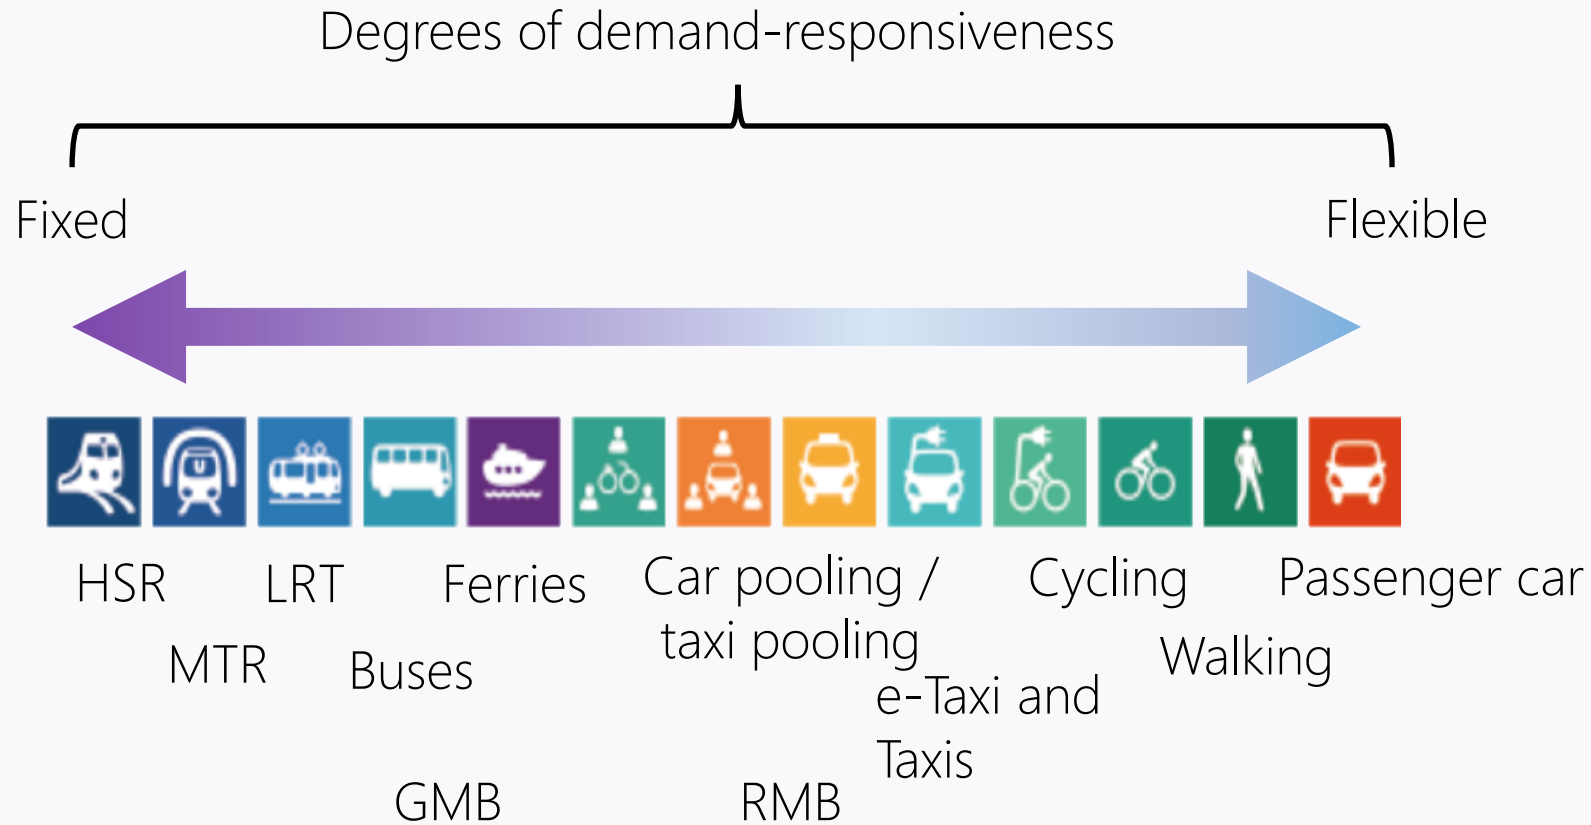 Degrees of demand-responsiveness
Fixed
Flexible
HSR
LRT
Ferries
Car pooling /
taxi pooling
Cycling
Passenger car
MTR
Buses
Walking
e-Taxi and
Taxis
GMB
RMB